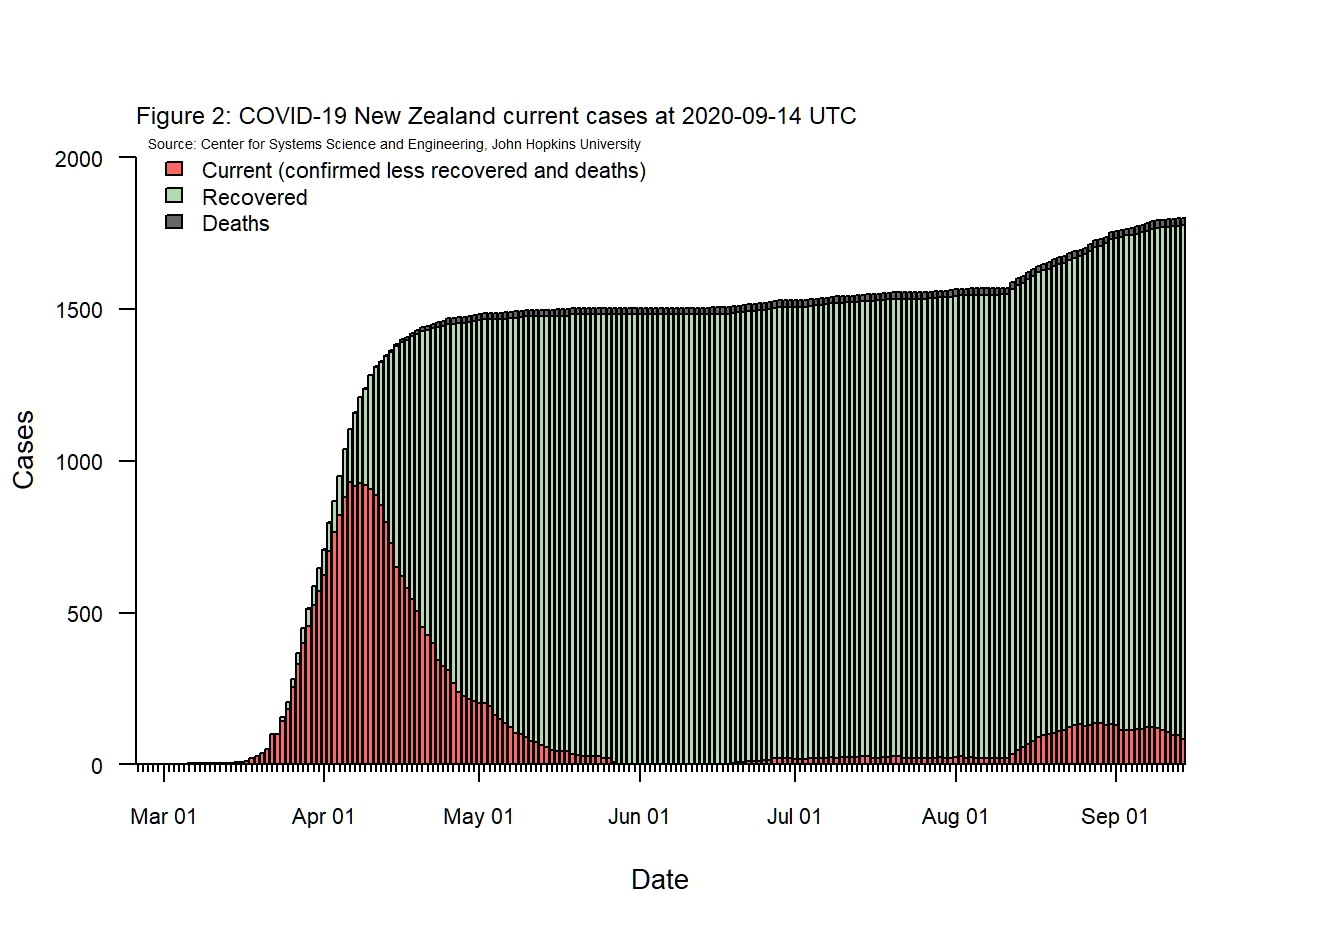 Figure 2: COVID-19 New Zealand current cases at 2020-09-14 UTC
Source: Center for Systems Science and Engineering, John Hopkins University
Current (confirmed less recovered and deaths)
Recovered
Deaths
2000
1500
1000
500
0
Cases
Mar 01 Apr 01 May 01 Jun 01 Jul 01 Aug 01 Sep 01
Date